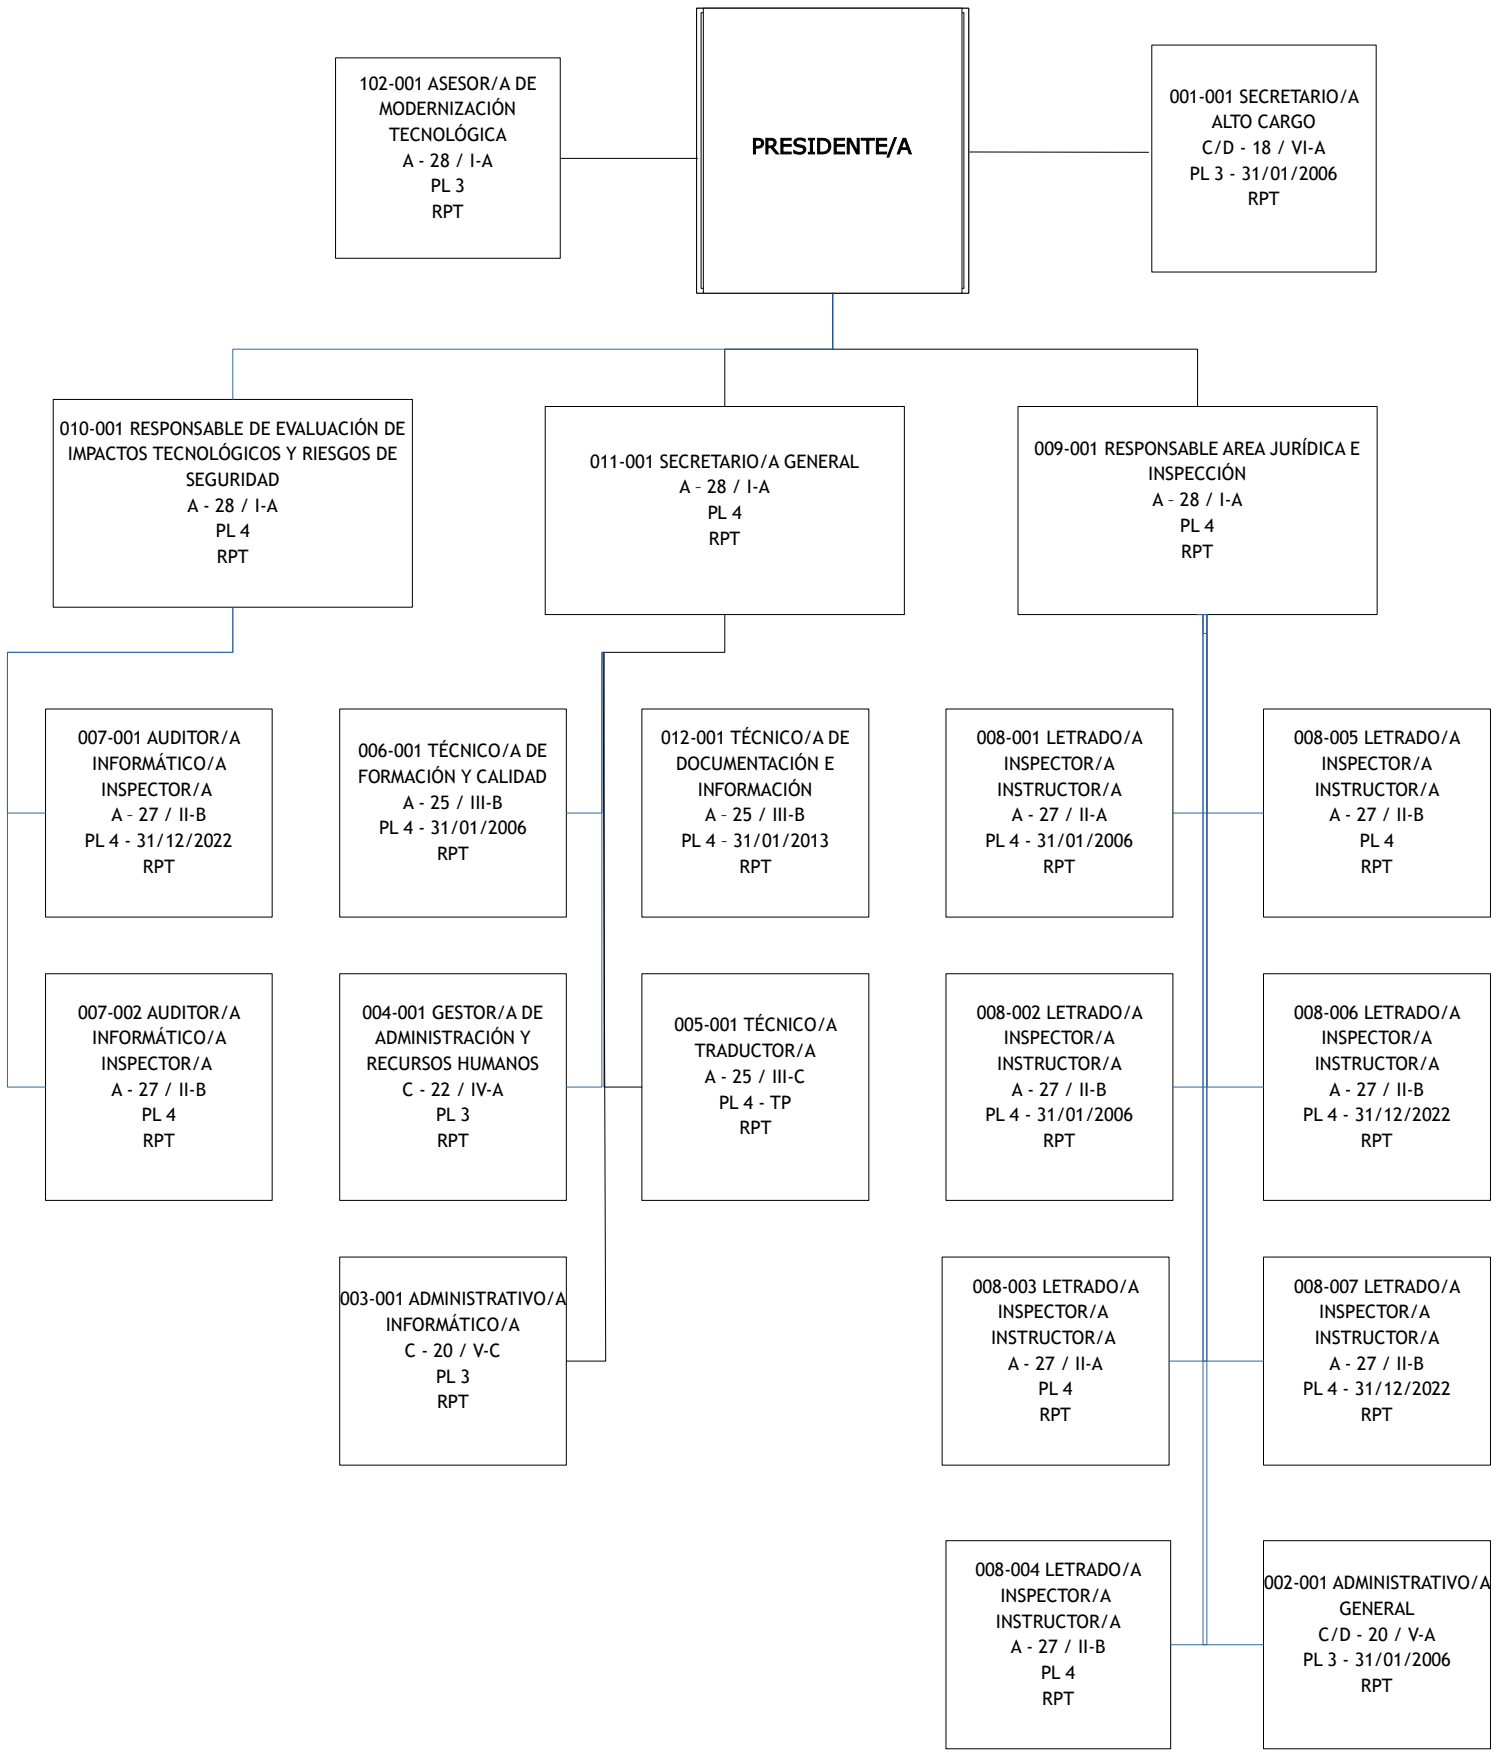 102-001 ASESOR/A DE
MODERNIZACIÓN
TECNOLÓGICA
A - 28 / I-A
PL 3
RPT
PRESIDENTE/A
001-001 SECRETARIO/A
ALTO CARGO
C/D - 18 / VI-A
PL 3 - 31/01/2006
RPT
010-001 RESPONSABLE DE EVALUACIÓN DE
IMPACTOS TECNOLÓGICOS Y RIESGOS DE
SEGURIDAD
A - 28 / I-A
PL 4
RPT
011-001 SECRETARIO/A GENERAL
A - 28 / I-A
PL 4
RPT
009-001 RESPONSABLE AREA JURÍDICA E
INSPECCIÓN
A - 28 / I-A
PL 4
RPT
007-001 AUDITOR/A
INFORMÁTICO/A
INSPECTOR/A
A - 27 / II-B
PL 4 - 31/12/2022
RPT
006-001 TÉCNICO/A DE
FORMACIÓN Y CALIDAD
A - 25 / III-B
PL 4 - 31/01/2006
RPT
012-001 TÉCNICO/A DE
DOCUMENTACIÓN E
INFORMACIÓN
A - 25 / III-B
PL 4 - 31/01/2013
RPT
008-001 LETRADO/A
INSPECTOR/A
INSTRUCTOR/A
A - 27 / II-A
PL 4 - 31/01/2006
RPT
008-005 LETRADO/A
INSPECTOR/A
INSTRUCTOR/A
A - 27 / II-B
PL 4
RPT
007-002 AUDITOR/A
INFORMÁTICO/A
INSPECTOR/A
A - 27 / II-B
PL 4
RPT
004-001 GESTOR/A DE
ADMINISTRACIÓN Y
RECURSOS HUMANOS
C - 22 / IV-A
PL 3
RPT
005-001 TÉCNICO/A
TRADUCTOR/A
A - 25 / III-C
PL 4 - TP
RPT
008-002 LETRADO/A
INSPECTOR/A
INSTRUCTOR/A
A - 27 / II-B
PL 4 - 31/01/2006
RPT
008-006 LETRADO/A
INSPECTOR/A
INSTRUCTOR/A
A - 27 / II-B
PL 4 - 31/12/2022
RPT
003-001 ADMINISTRATIVO/A
INFORMÁTICO/A
C - 20 / V-C
PL 3
RPT
008-003 LETRADO/A
INSPECTOR/A
INSTRUCTOR/A
A - 27 / II-A
PL 4
RPT
008-007 LETRADO/A
INSPECTOR/A
INSTRUCTOR/A
A - 27 / II-B
PL 4 - 31/12/2022
RPT
008-004 LETRADO/A
INSPECTOR/A
INSTRUCTOR/A
A - 27 / II-B
PL 4
RPT
002-001 ADMINISTRATIVO/A
GENERAL
C/D - 20 / V-A
PL 3 - 31/01/2006
RPT